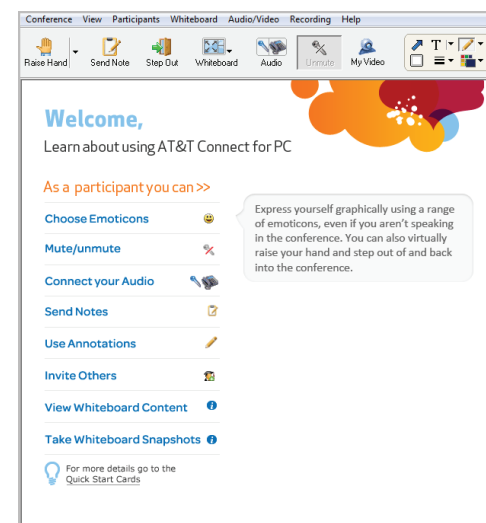 Conference View Participants Whiteboard Audio/Video Recording Help
Raise Hand Send Note Step Out Whiteboard Audio Unmute My Video
T
Welcome,
Learn about using AT&T Connect for PC
As a participant you can >>
Choose Emoticons
Express yourself graphically using a range
of emoticons, even if you aren't speaking
in the conference. You can also virtually
raise your hand and step out of and back
into the conference.
Mute/unmute
Connect your Audio
Send Notes
Use Annotations
Invite Others
View Whiteboard Content
Take Whiteboard Snapshots
For more details go to the
Quick Start Cards